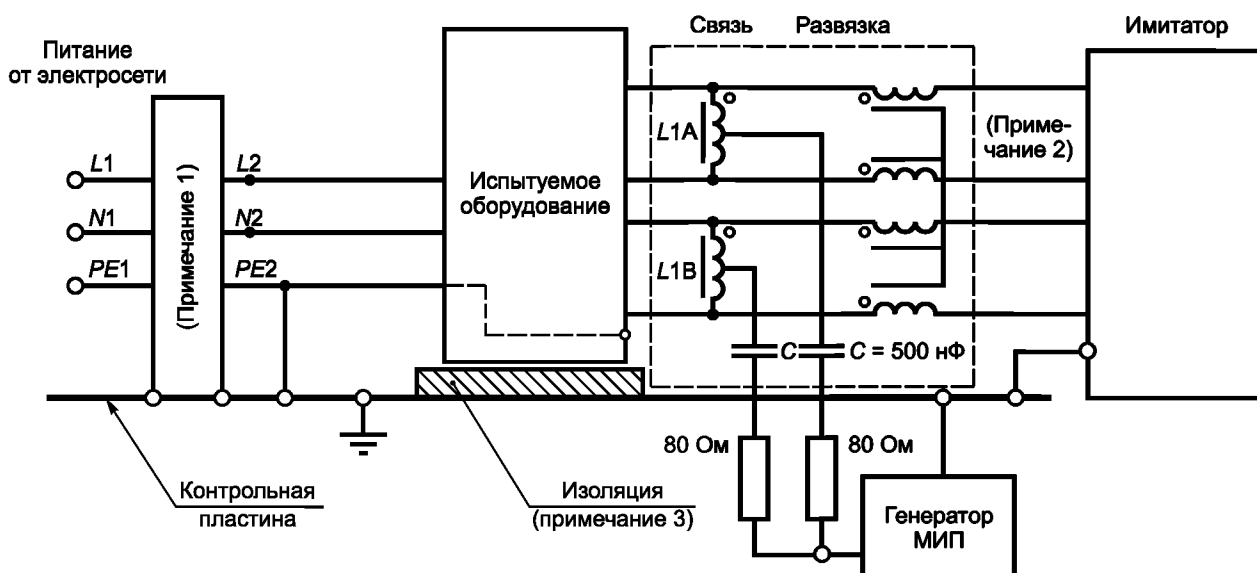 Связь
Развязка
Имитатор
Питание
от электросети
L1
N1
PE1
(Примечание 1)
L2
N2
PE2
Испытуемое
оборудование
L1A
L1B
(Приме-
чание 2)
C
C = 500 нФ
80 Ом
80 Ом
Контрольная
пластина
Изоляция
(примечание 3)
Генератор
МИП